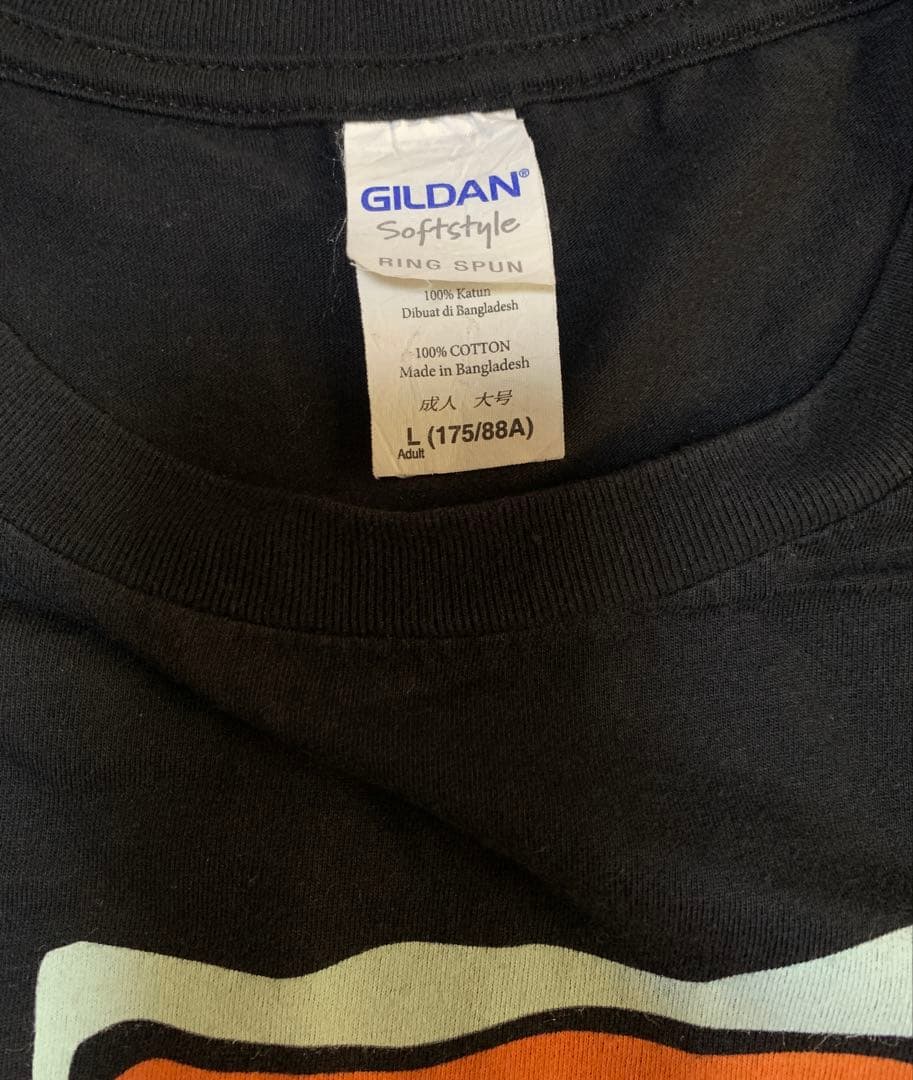 GILDAN®
Softstyle
RING SPUN
100% Katun
Dibuat di Bangladesh
100% COTTON
Made in Bangladesh
成人 大号
L (175/88A)
Adult